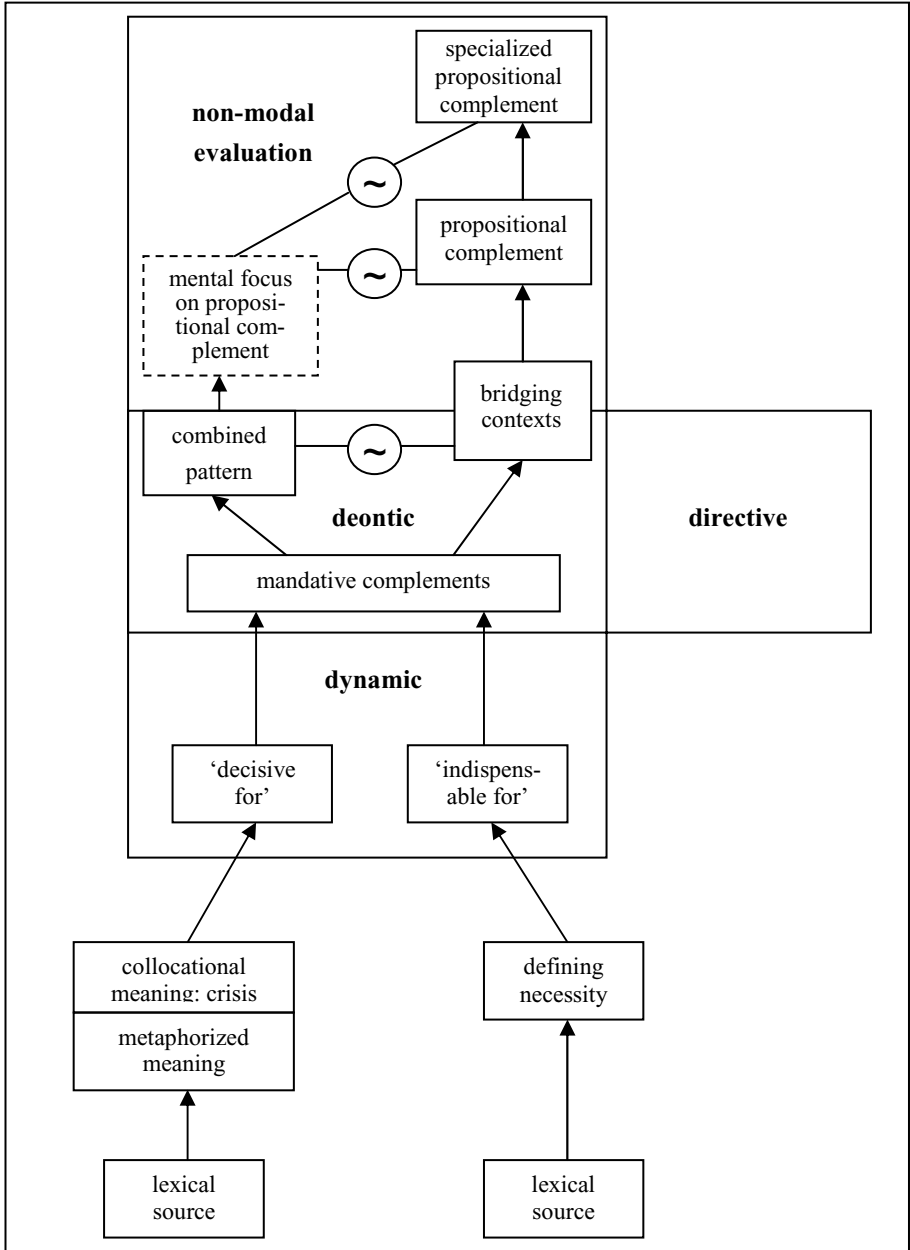 specialized
propositional
complement
non-modal
evaluation
~
propositional
complement
~
mental focus
on proposi-
tional com-
plement
bridging
contexts
combined
pattern
~
deontic
directive
mandative complements
dynamic
‘decisive
for’
‘indispens-
able for’
collocational
meaning: crisis
metaphorized
meaning
defining
necessity
lexical
source
lexical
source